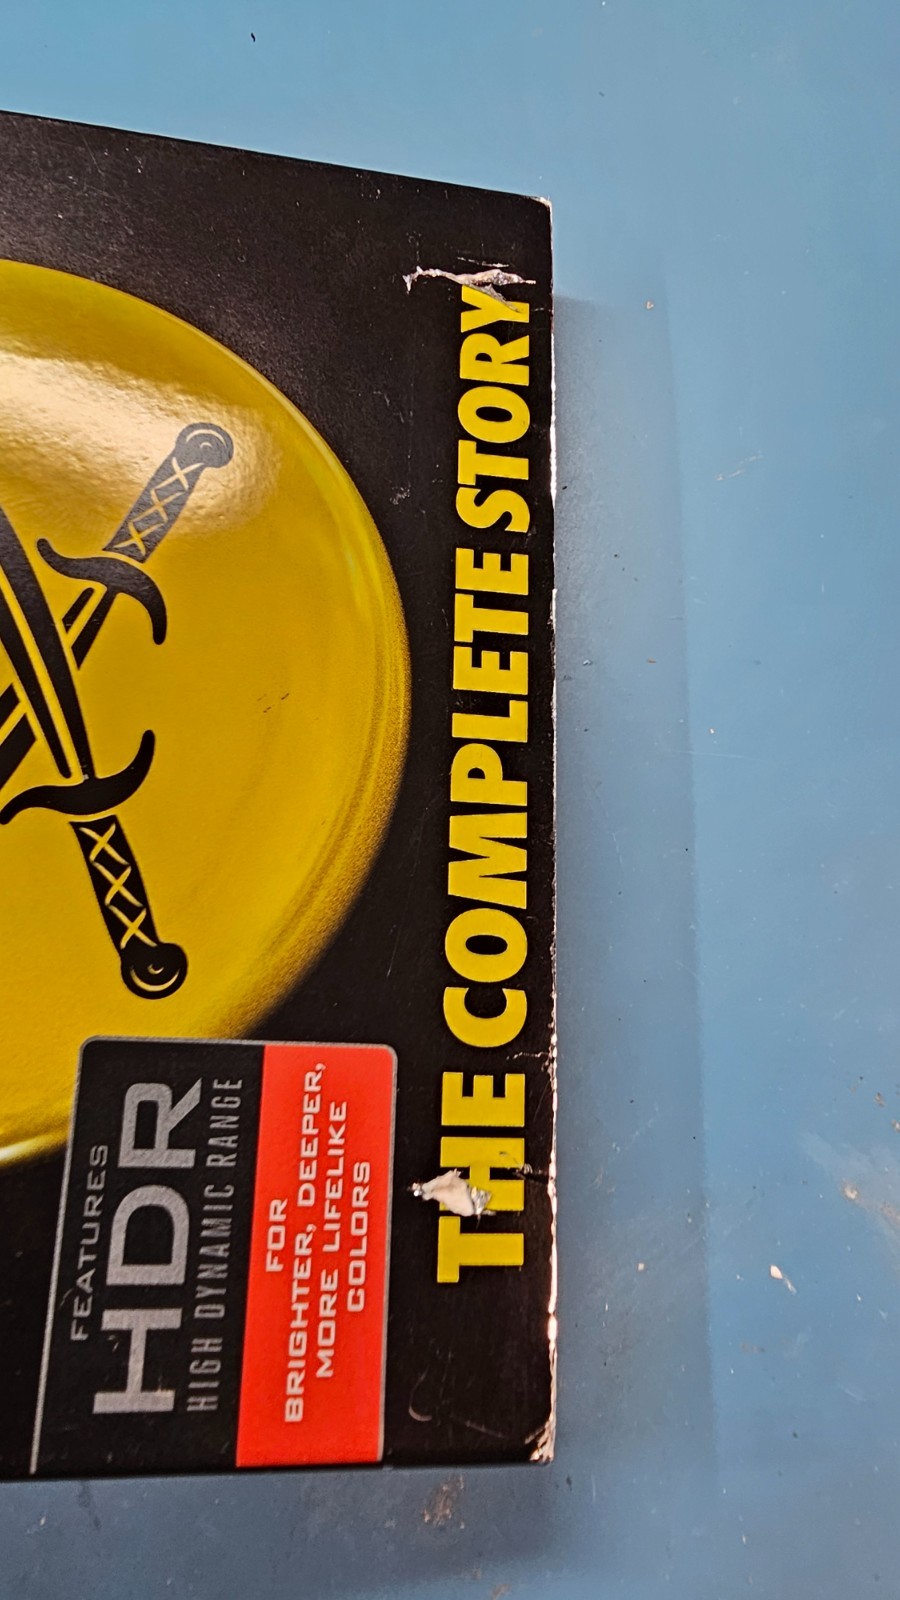 THE COMPLETE STORY
FEATURES
HDR
HIGH DYNAMIC RANGE
FOR
BRIGHTER, DEEPER,
MORE LIFELIKE
COLORS